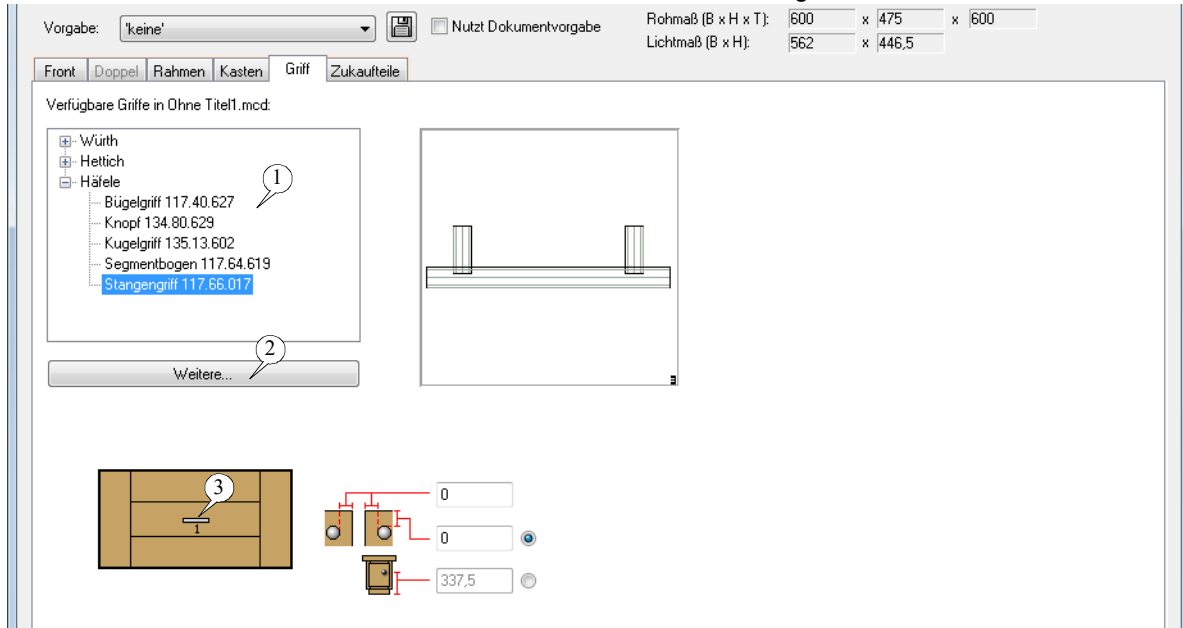 Vorgabe: 'keine' Nutzt Dokumentvorgabe Rohmaß (B x H x T): 600 x 475 x 600
Lichtmaß (B x H): 562 x 446,5
Front Doppel Rahmen Kasten Griff Zukaufteile
Verfügbare Griffe in Ohne Titel1.mcd:
Würth
Hettich
Häfele
1
Bügelgriff 117.40.627
Knopf 134.80.629
Kugelgriff 135.13.602
Segmentbogen 117.64.619
Stangengriff 117.66.017
2
Weitere...
3
1
0
0
337,5